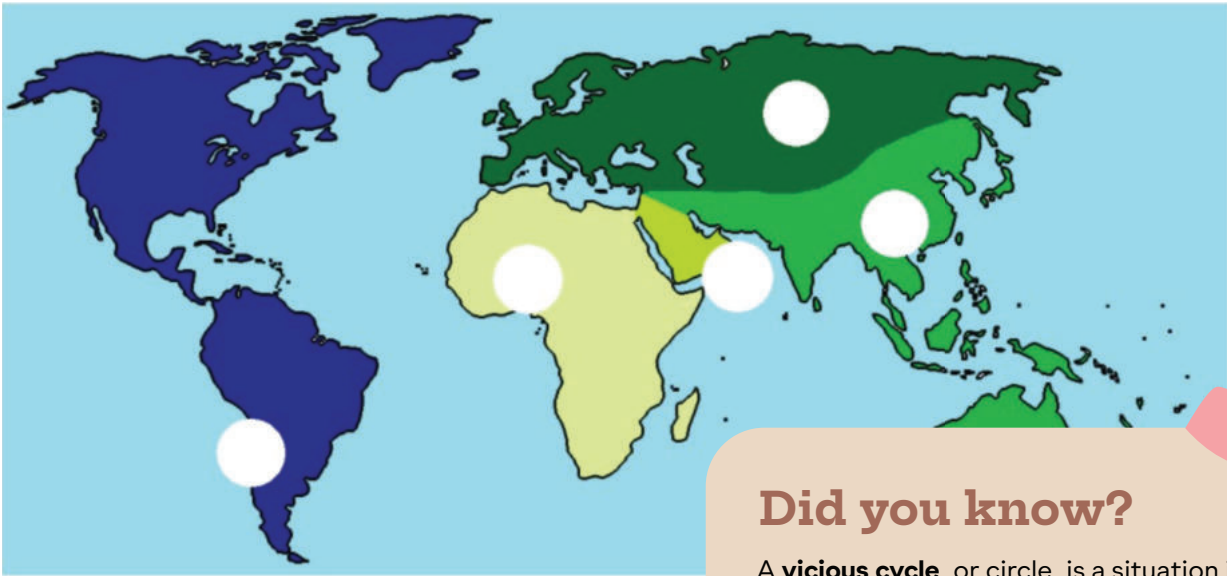 Did you know?
A vicious cycle, or circle, is a situation